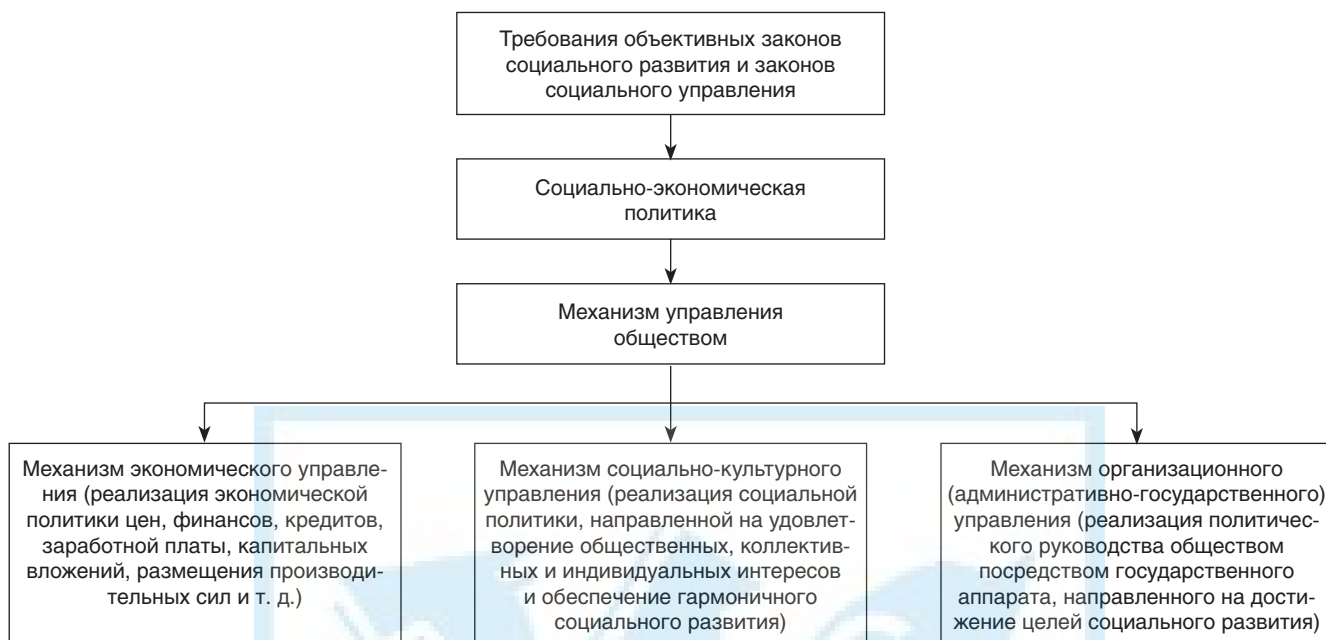 Требования объективных законов
социального развития и законов
социального управления
Социально-экономическая
политика
Механизм управления
обществом
Механизм экономического управле-
ния (реализация экономической
политики цен, финансов, кредитов,
заработной платы, капитальных
вложений, размещения производи-
тельных сил и т. д.)
Механизм социально-культурного
управления (реализация социальной
политики, направленной на удовлет-
ворение общественных, коллектив-
ных и индивидуальных интересов
и обеспечение гармоничного
социального развития)
Механизм организационного
(административно-государственного)
управления (реализация политичес-
кого руководства обществом
посредством государственного
аппарата, направленного на дости-
жение целей социального развития)